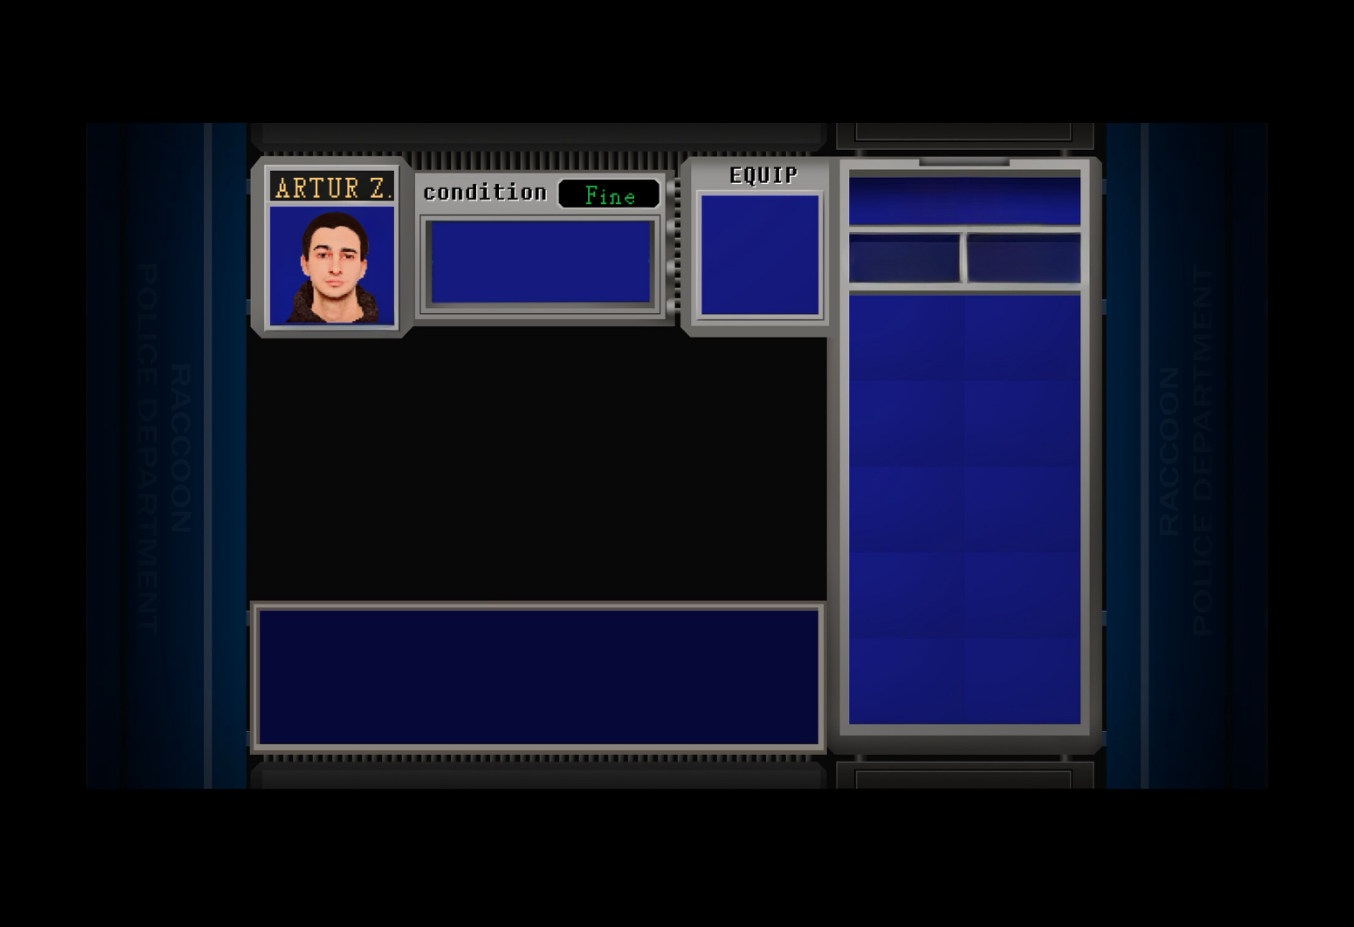 ARTUR Z.
condition
Fine
EQUIP
RACCOON
POLICE DEPARTMENT
RACCOON
POLICE DEPARTMENT